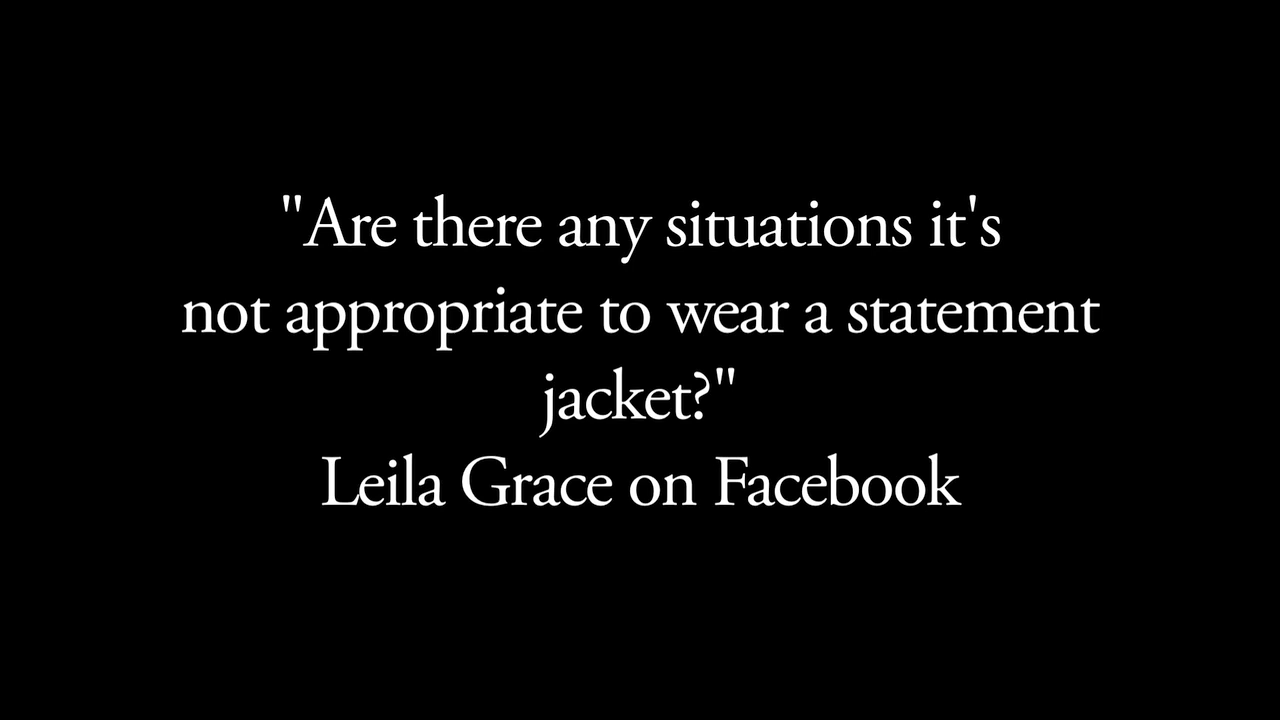 "Are there any situations it's
not appropriate to wear a statement
jacket?"
Leila Grace on Facebook